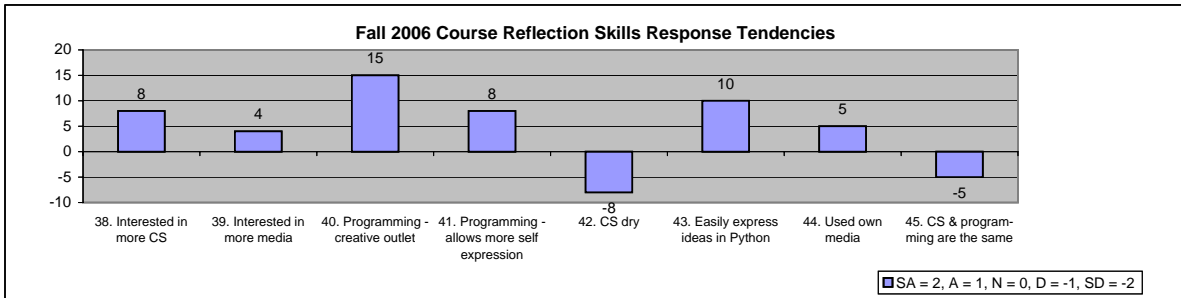 Fall 2006 Course Reflection Skills Response Tendencies
20
15
10
5
0
-5
-10
8
4
15
8
-8
10
5
-5
38. Interested in
more CS
39. Interested in
more media
40. Programming -
creative outlet
41. Programming -
allows more self
expression
42. CS dry
43. Easily express
ideas in Python
44. Used own
media
45. CS & program-
ming are the same
SA = 2, A = 1, N = 0, D = -1, SD = -2